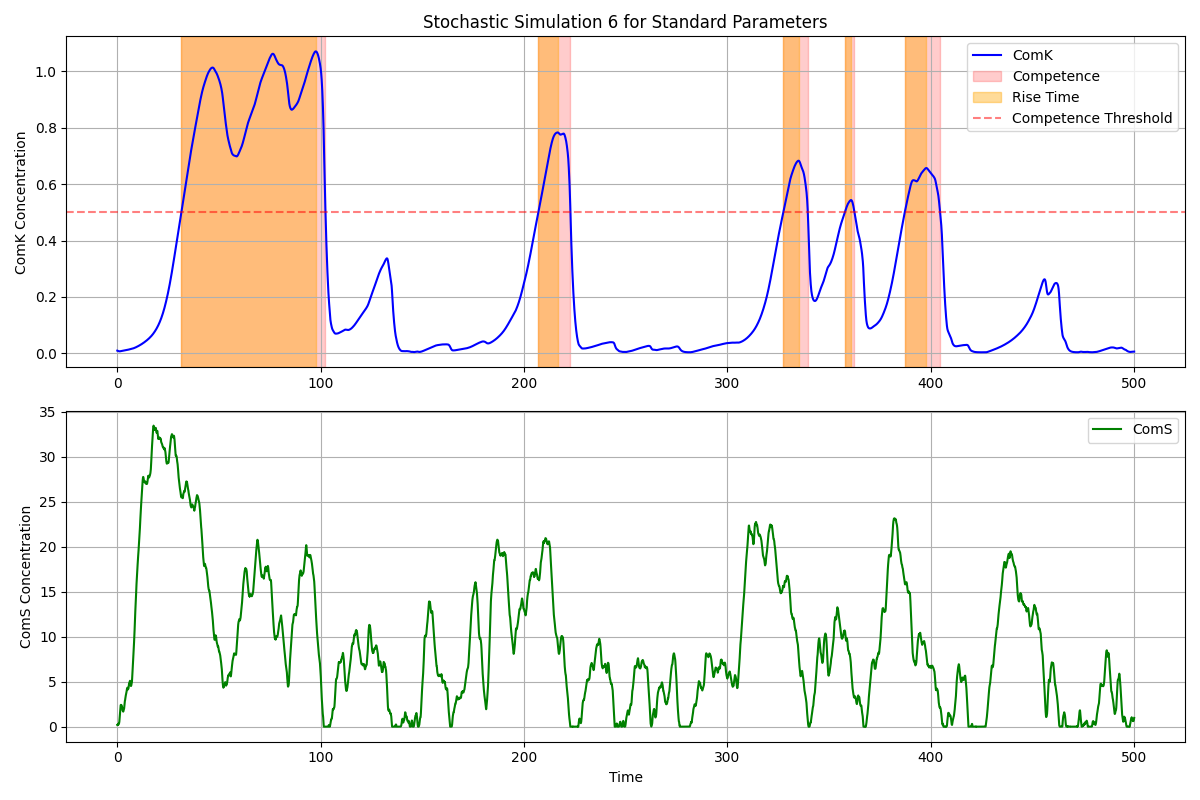 Stochastic Simulation 6 for Standard Parameters
ComK Concentration
1.0
0.8
0.6
0.4
0.2
0.0
ComK
Competence
Rise Time
Competence Threshold
0 100 200 300 400 500
ComS Concentration
35
30
25
20
15
10
5
0
ComS
0 100 200 300 400 500
Time